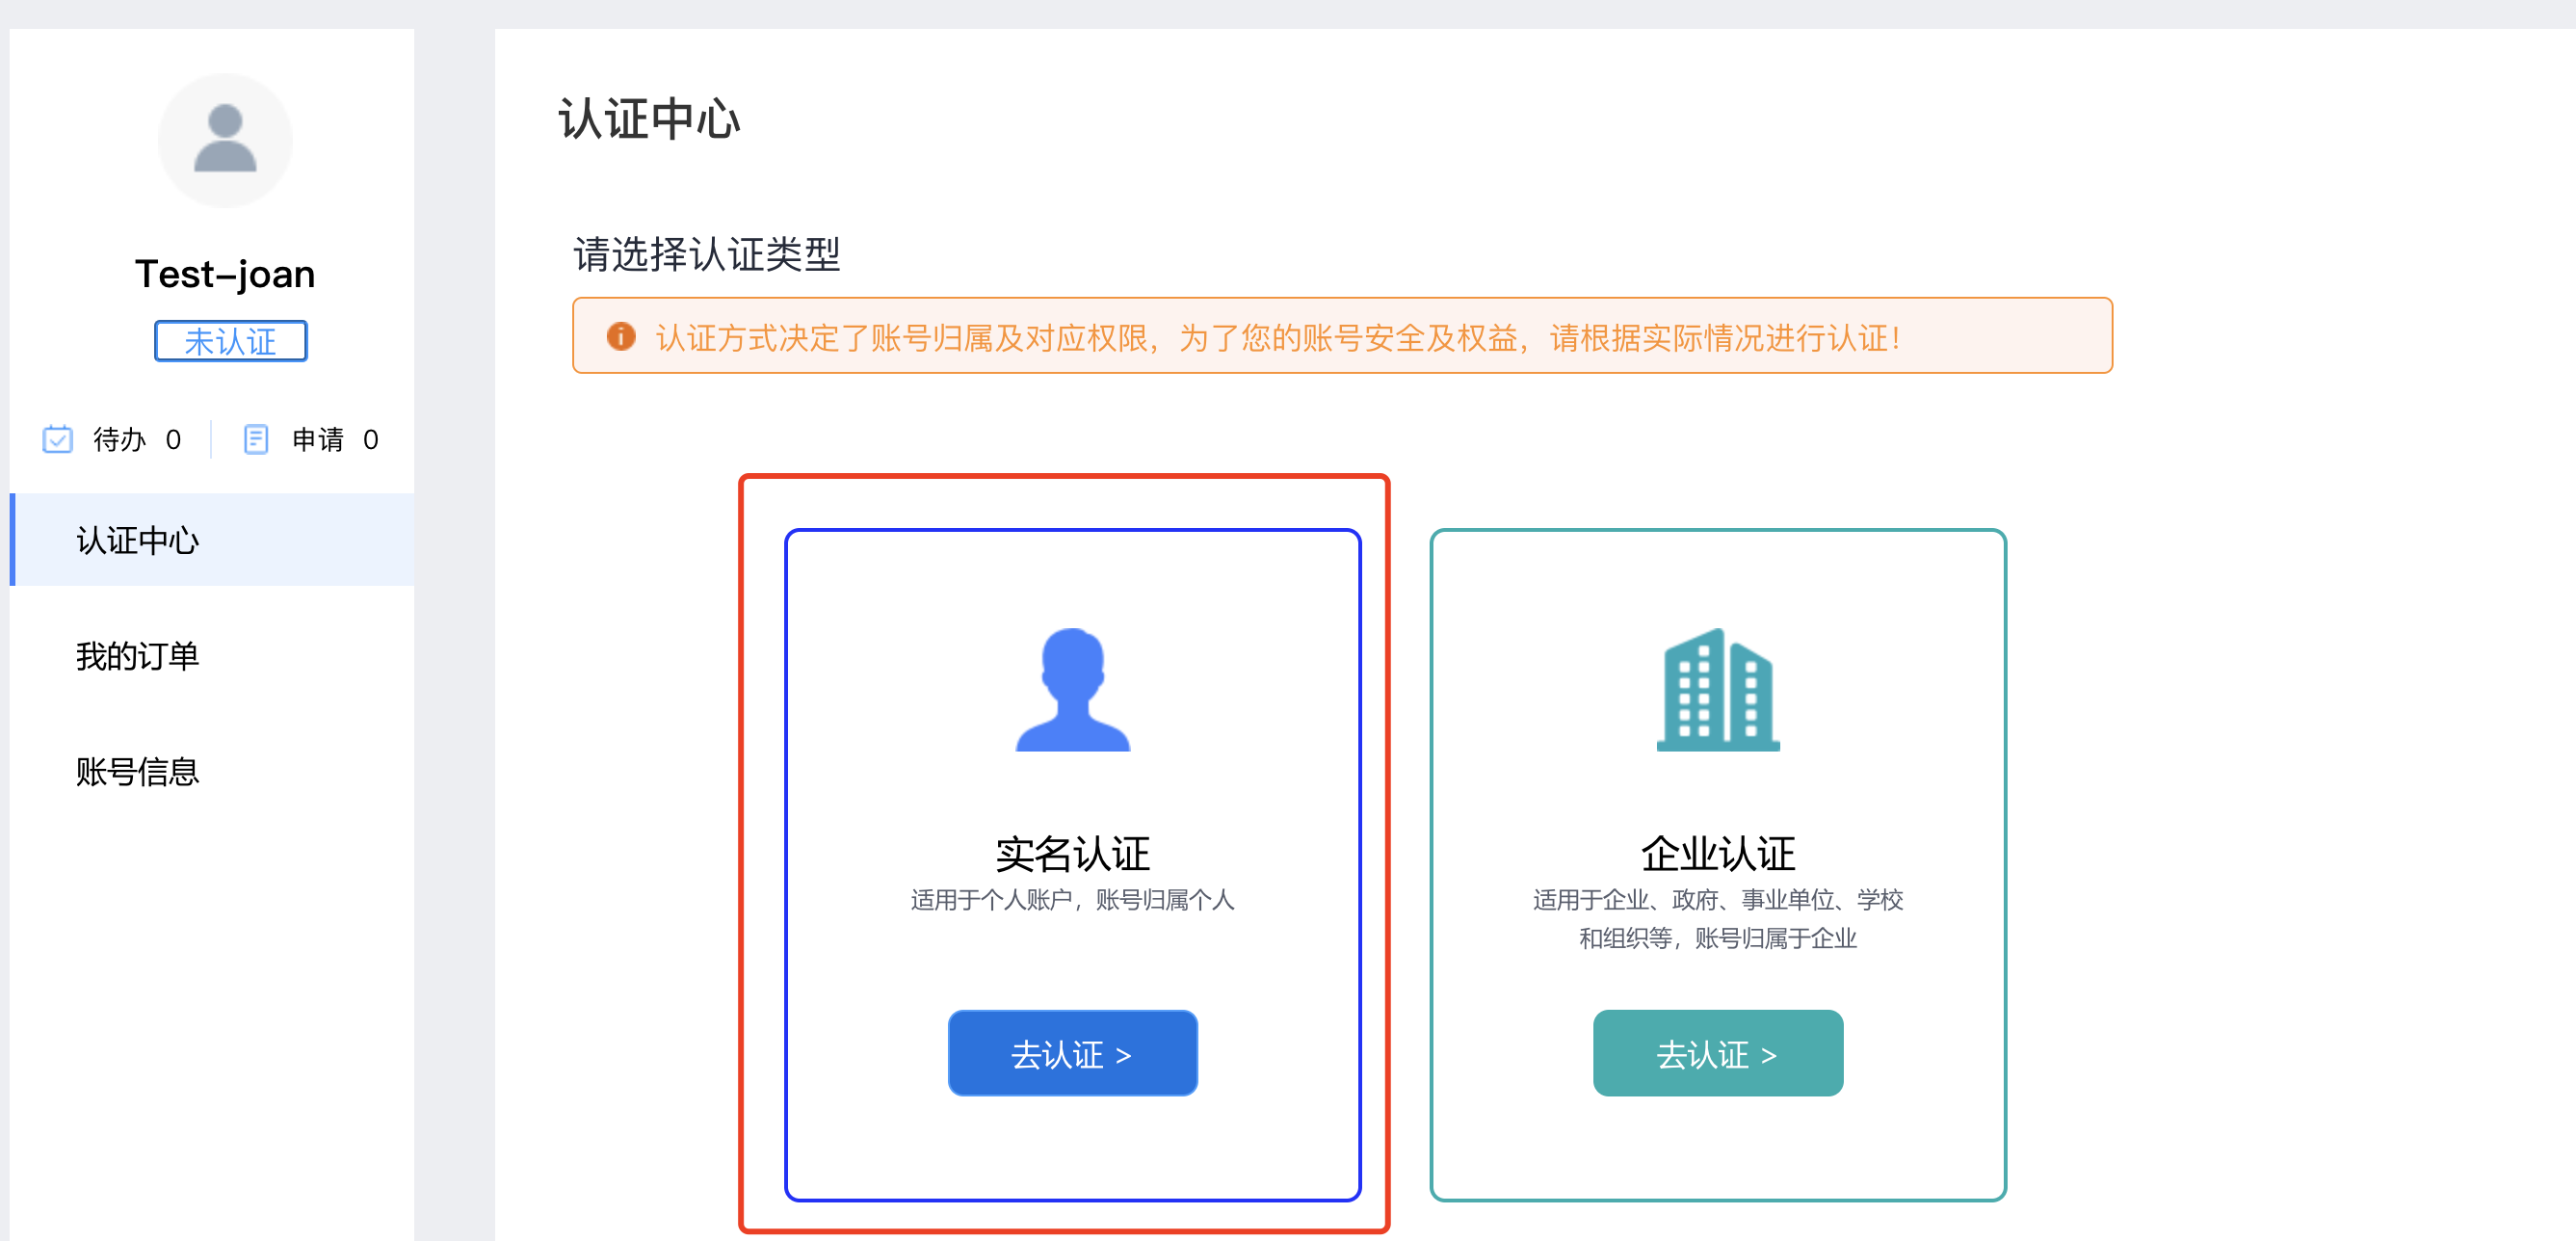 Test-joan
未认证
待办 0
申请 0
认证中心
我的订单
账号信息
认证中心
请选择认证类型
认证方式决定了账号归属及对应权限，为了您的账号安全及权益，请根据实际情况进行认证！
实名认证
适用于个人账户，账号归属个人
去认证 >
企业认证
适用于企业、政府、事业单位、学校
和组织等，账号归属于企业
去认证 >